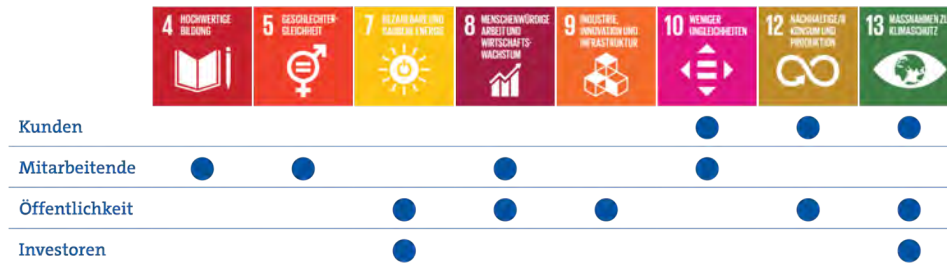 4 HOCHWERTIGE
BILDUNG
5 GESCHLECHTER-
GLEICHHEIT
7 BEZAHLBARE UND
SAUBERE ENERGIE
8 MENSCHENWÜRDIGE
ARBEIT UND
WIRTSCHAFTS-
WACHSTUM
9 INDUSTRIE,
INNOVATION UND
INFRASTRUKTUR
10 WENIGER
UNGLEICHHEITEN
12 NACHHALTIGE/R
KONSUM UND
PRODUKTION
13 MASSNAHMEN ZUM
KLIMASCHUTZ
Kunden
Mitarbeitende
Öffentlichkeit
Investoren